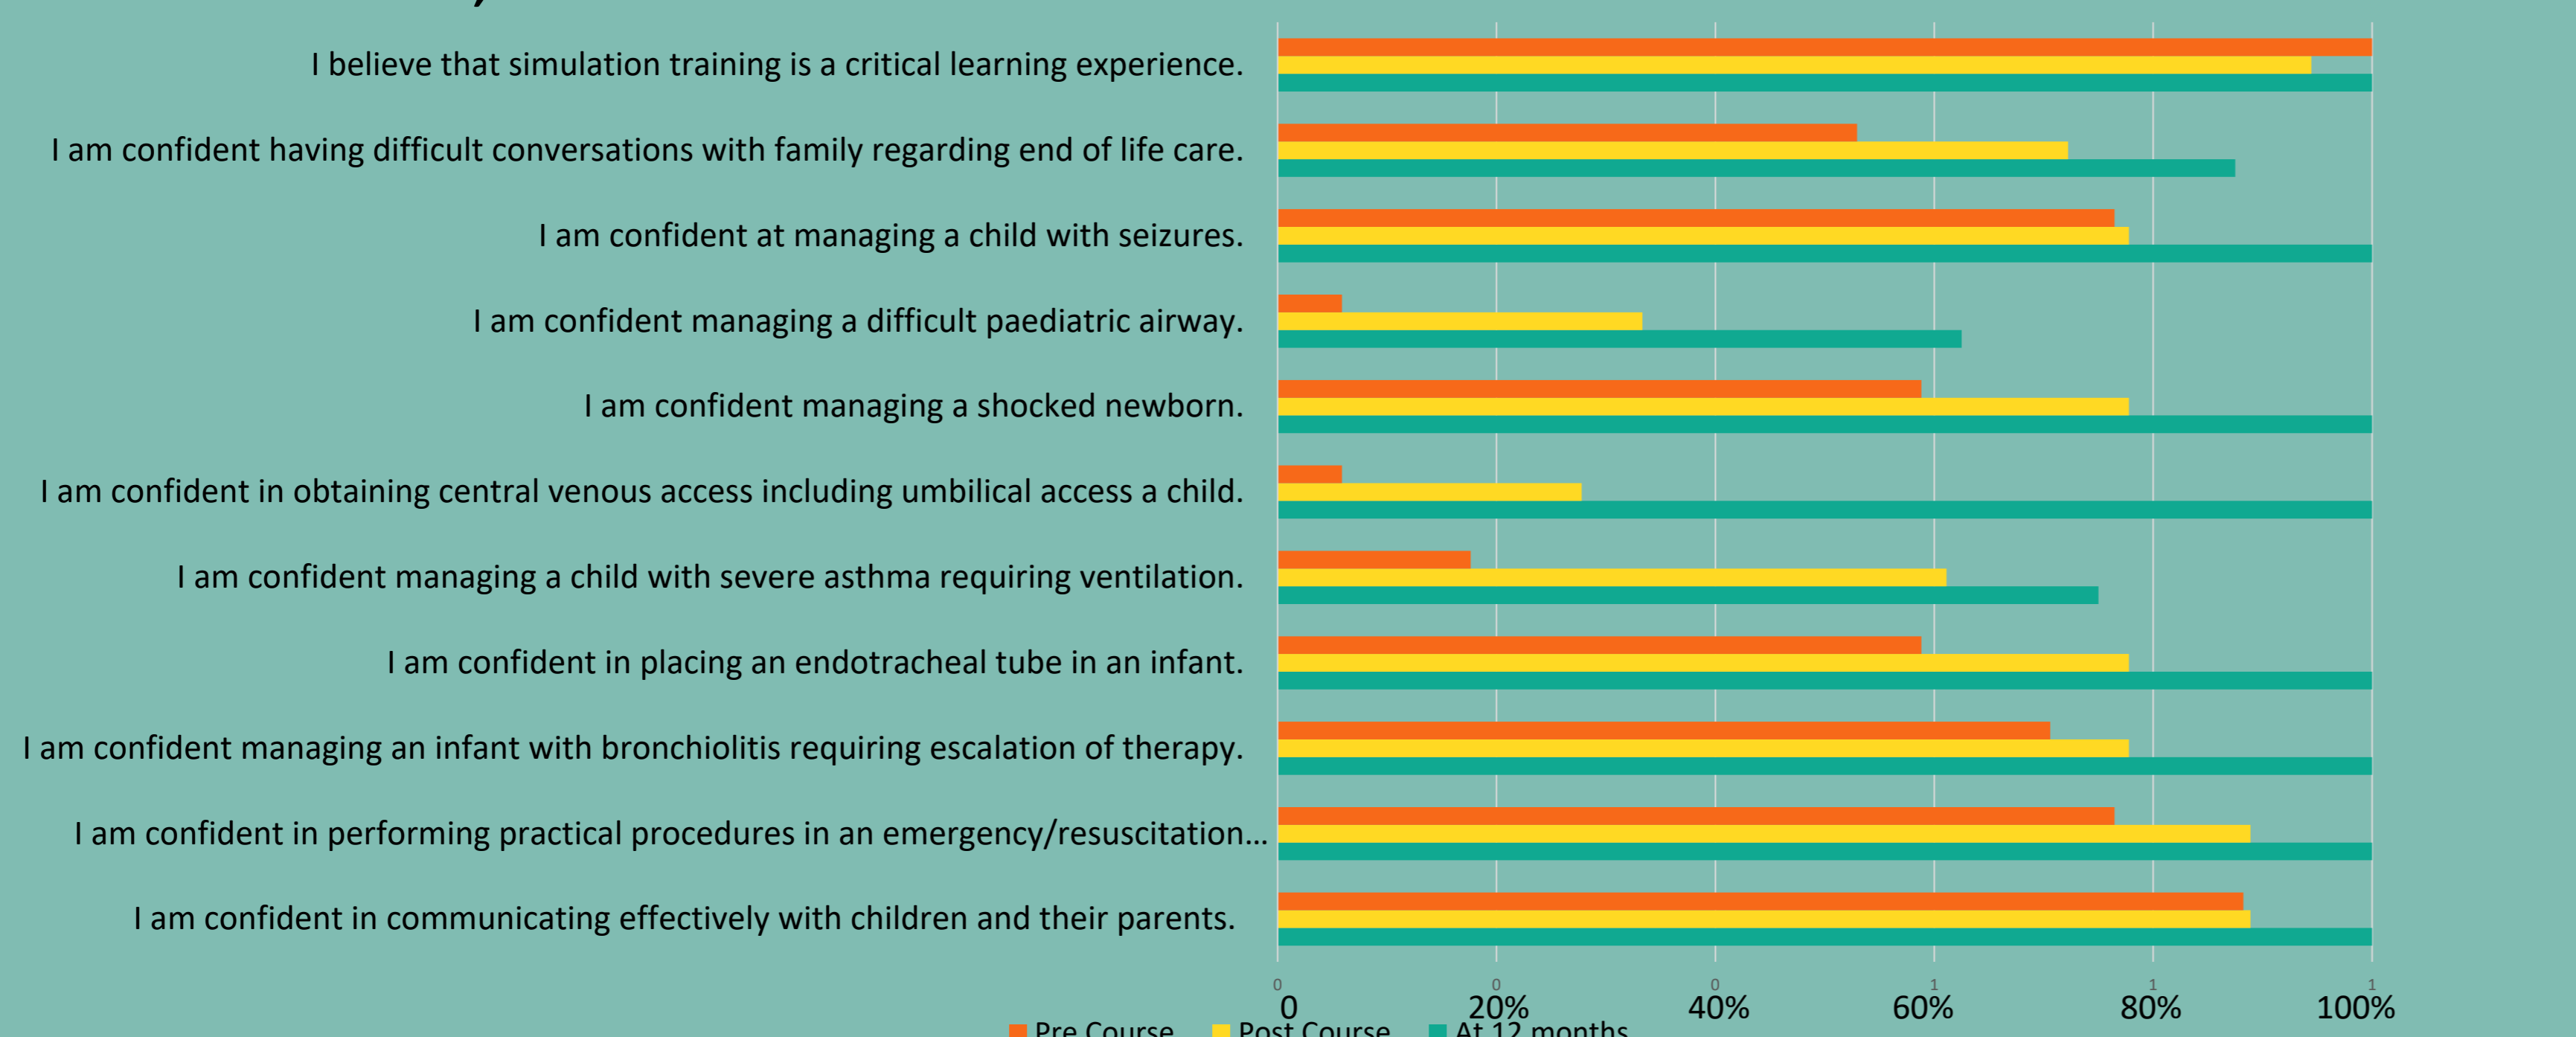 I believe that simulation training is a critical learning experience.
I am confident having difficult conversations with family regarding end of life care.
I am confident at managing a child with seizures.
I am confident managing a difficult paediatric airway.
I am confident managing a shocked newborn.
I am confident in obtaining central venous access including umbilical access a child.
I am confident managing a child with severe asthma requiring ventilation.
I am confident in placing an endotracheal tube in an infant.
I am confident managing an infant with bronchiolitis requiring escalation of therapy.
I am confident in performing practical procedures in an emergency/resuscitation...
I am confident in communicating effectively with children and their parents.
0 0 0 1 1 1
0 20% 40% 60% 80% 100%
Pre Course Post Course At 12 months